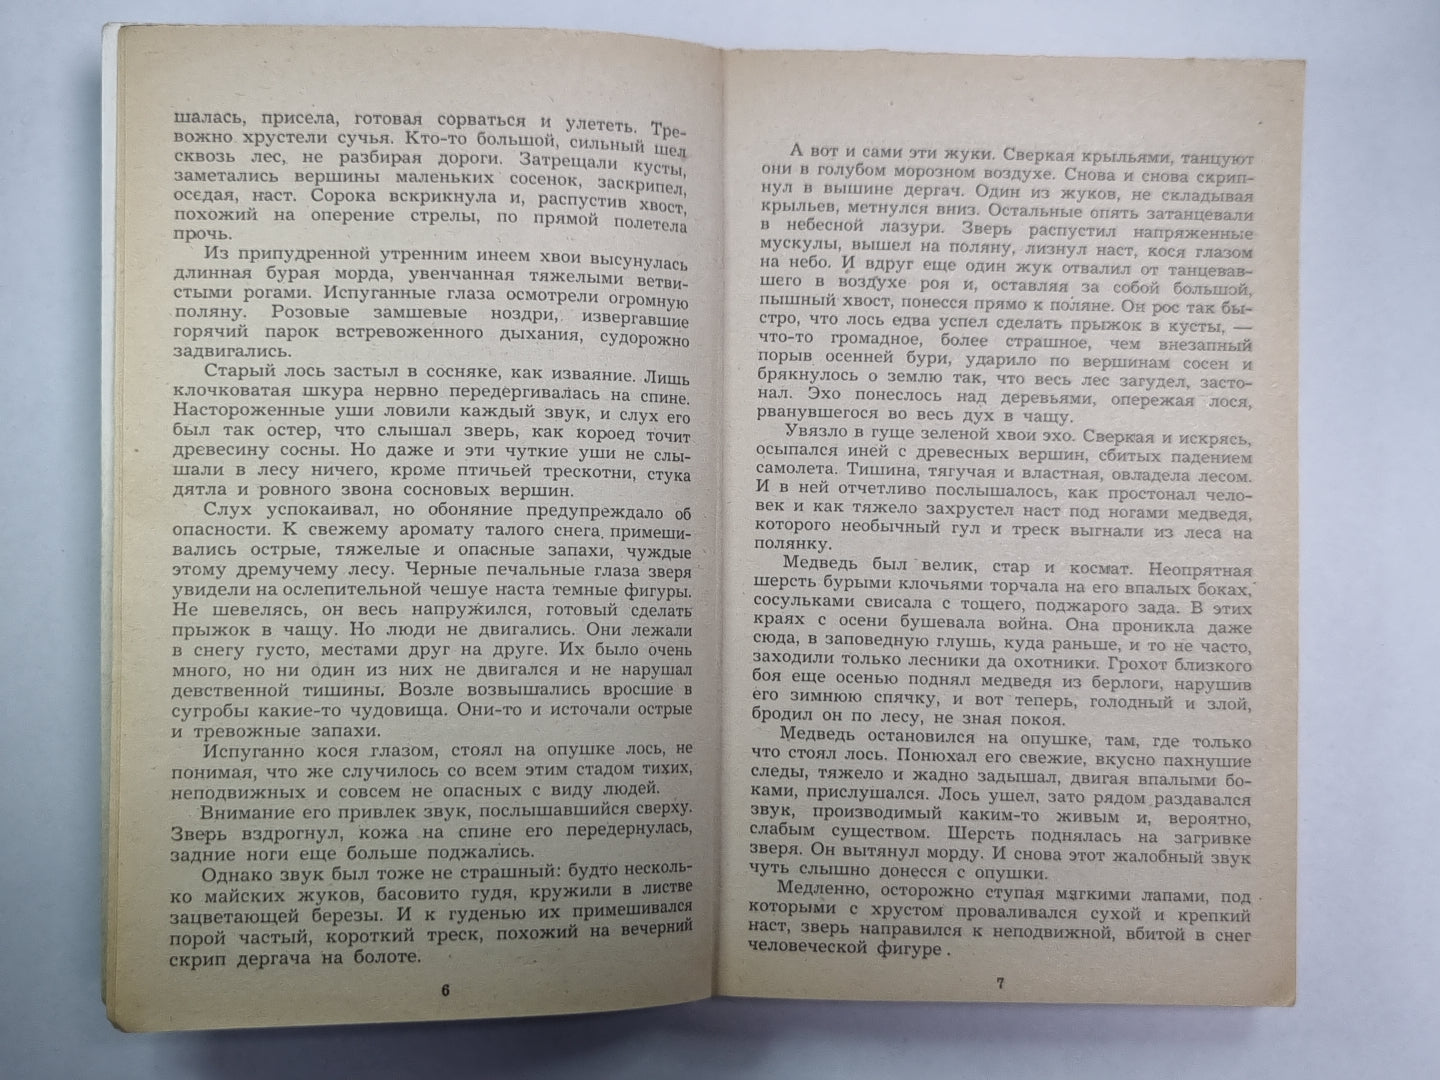 шалась, присела, готовая сорваться и улететь. Тре-
вожно хрустели сучья. Кто-то большой, сильный шел
сквозь лес, не разбирая дороги. Затрещали кусты,
заметались вершины маленьких сосенок, заскрипел,
оседая, наст. Сорока вскрикнула и, распустив хвост,
похожий на оперение стрелы, по прямой полетела
прочь.
Из припудренной утренним инеем хвои высунулась
длинная бурая морда, увенчанная тяжелыми ветви-
стыми рогами. Испуганные глаза осмотрели огромную
поляну. Розовые замшевые ноздри, извергавшие
горячий парок встревоженного дыхания, судорожно
задвигались.
Старый лось застыл в сосняке, как изваяние. Лишь
клочковатая шкура нервно передергивалась на спине.
Настороженные уши ловили каждый звук, и слух его
был так остер, что слышал зверь, как короед точит
древесину сосны. Но даже и эти чуткие уши не слы-
шали в лесу ничего, кроме птичьей трескотни, стука
дятла и ровного звона сосновых вершин.
Слух успокаивал, но обоняние предупреждало об
опасности. К свежему аромату талого снега примеши-
вались острые, тяжелые и опасные запахи, чуждые
этому дремучему лесу. Черные печальные глаза зверя
увидели на ослепительной чешуе наста темные фигуры.
Не шевелясь, он весь напружился, готовый сделать
прыжок в чащу. Но люди не двигались. Они лежали
в снегу густо, местами друг на друге. Их было очень
много, но ни один из них не двигался и не нарушал
девственной тишины. Возле возвышались вросшие в
сугробы какие-то чудовища. Они-то и источали острые
и тревожные запахи.
Испуганно кося глазом, стоял на опушке лось, не
понимая, что же случилось со всем этим стадом тихих,
неподвижных и совсем не опасных с виду людей.
Внимание его привлек звук, послышавшийся сверху.
Зверь вздрогнул, кожа на спине его передернулась,
задние ноги еще больше поджались.
Однако звук был тоже не страшный: будто несколь-
ко майских жуков, басовито гудя, кружили в листве
зацветающей березы. И к гуденью их примешивался
порой частый, короткий треск, похожий на вечерний
скрип дергача на болоте.
6
А вот и сами эти жуки. Сверкая крыльями, танцуют
они в голубом морозном воздухе. Снова и снова скрип-
нул в вышине дергач. Один из жуков, не складывая
крыльев, метнулся вниз. Остальные опять затанцевали
в небесной лазури. Зверь распустил напряженные
мускулы, вышел на поляну, лизнул наст, кося глазом
на небо. И вдруг еще один жук отвалил от танцевав-
шего в воздухе роя и, оставляя за собой большой,
пышный хвост, понесся прямо к поляне. Он рос так бы-
стро, что лось едва успел сделать прыжок в кусты, —
что-то громадное, более страшное, чем внезапный
порыв осенней бури, ударило по вершинам сосен и
брякнулось о землю так, что весь лес загудел, засто-
нал. Эхо понеслось над деревьями, опережая лося,
рванувшегося во весь дух в чащу.
Увязло в гуще зеленой хвои эхо. Сверкая и искрясь,
осыпался иней с древесных вершин, сбитых падением
самолета. Тишина, тягучая и властная, овладела лесом.
И в ней отчетливо послышалось, как простонал чело-
век и как тяжело захрустел наст под ногами медведя,
которого необычный гул и треск выгнали из леса на
полянку.
Медведь был велик, стар и космат. Неопрятная
шерсть бурыми клочьями торчала на его впалых боках,
сосульками свисала с тощего, поджарого зада. В этих
краях с осени бушевала война. Она проникла даже
сюда, в заповедную глушь, куда раньше, и то не часто,
заходили только лесники да охотники. Грохот близкого
боя еще осенью поднял медведя из берлоги, нарушив
его зимнюю спячку, и вот теперь, голодный и злой,
бродил он по лесу, не зная покоя.
Медведь остановился на опушке, там, где только
что стоял лось. Понюхал его свежие, вкусно пахнушие
следы, тяжело и жадно задышал, двигая впалыми бо-
ками, прислушался. Лось ушел, зато рядом раздавался
звук, производимый каким-то живым и, вероятно,
слабым существом. Шерсть поднялась на загривке
зверя. Он вытянул морду. И снова этот жалобный звук
чуть слышно донесся с опушки.
Медленно, осторожно ступая мягкими лапами, под
которыми с хрустом проваливался сухой и крепкий
наст, зверь направился к неподвижной, вбитой в снег
человеческой фигуре .
7